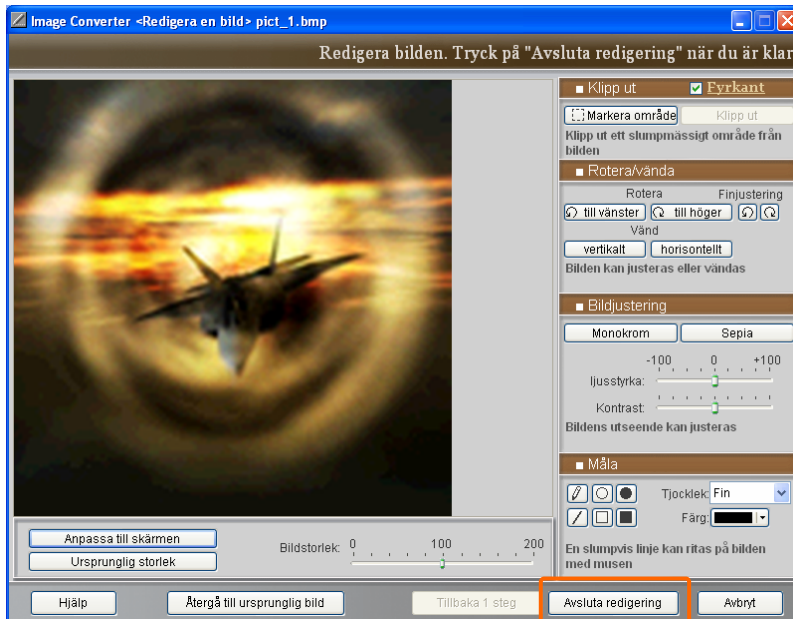 Image Converter <Redigera en bild> pict_1.bmp
Redigera bilden. Tryck på "Avsluta redigering" när du är klar
Klipp ut Fyrkant
Markera område Klipp ut
Klipp ut ett slumpmässigt område från
bilden
Rotera/vända
Rotera Finjustering
till vänster till höger
Vänd
vertikalt horisontellt
Bilden kan justeras eller vändas
Bildjustering
Monokrom Sepia
-100 0 +100
ljusstyrka:
Kontrast:
Bildens utseende kan justeras
Måla
Tjocklek: Fin
Färg:
En slumpvis linje kan ritas på bilden
med musen
Anpassa till skärmen
Ursprunglig storlek
Bildstorlek: 0 100 200
Hjälp Återgå till ursprunglig bild Tillbaka 1 steg Avsluta redigering Avbryt